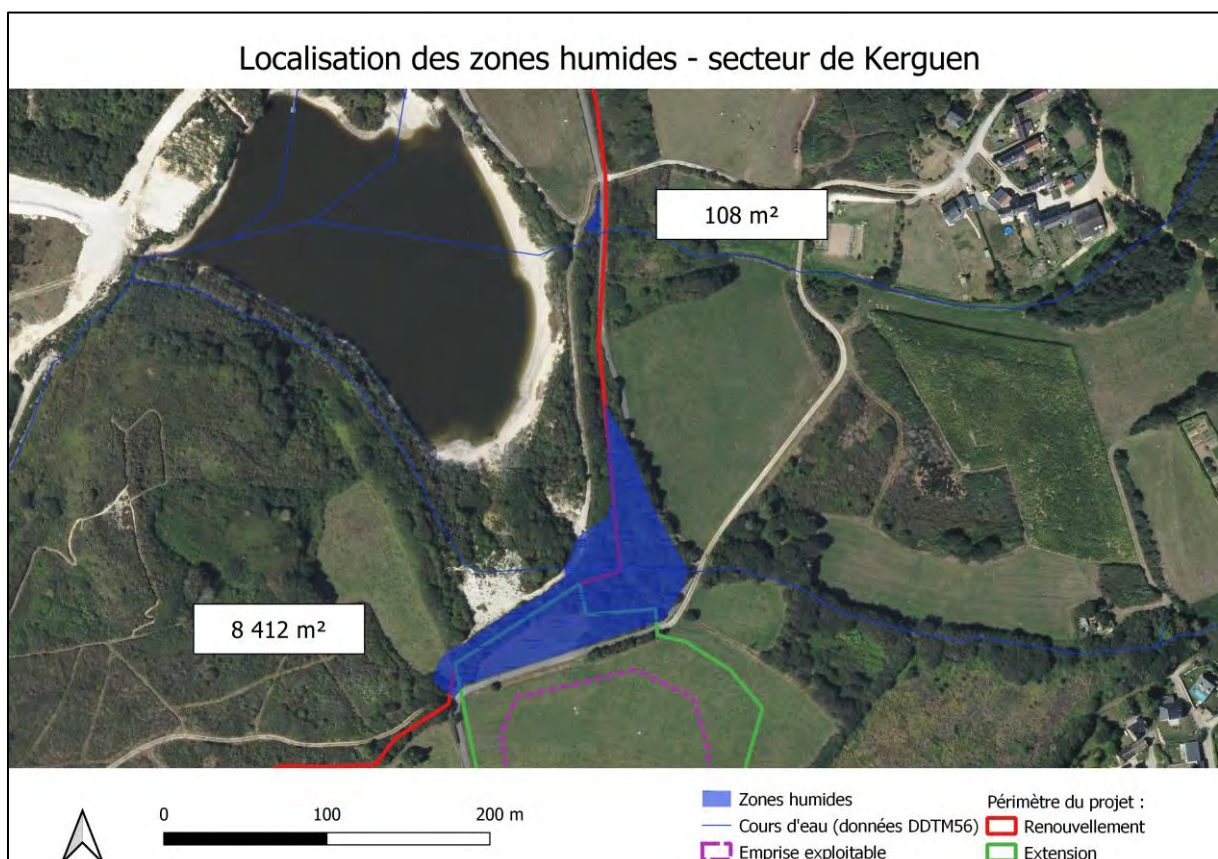 Localisation des zones humides - secteur de Kerguen
108 m²
8 412 m²
0 100 200 m
Zones humides
Cours d'eau (données DDTM56)
Emprise exploitable
Périmètre du projet :
Renouvellement
Extension